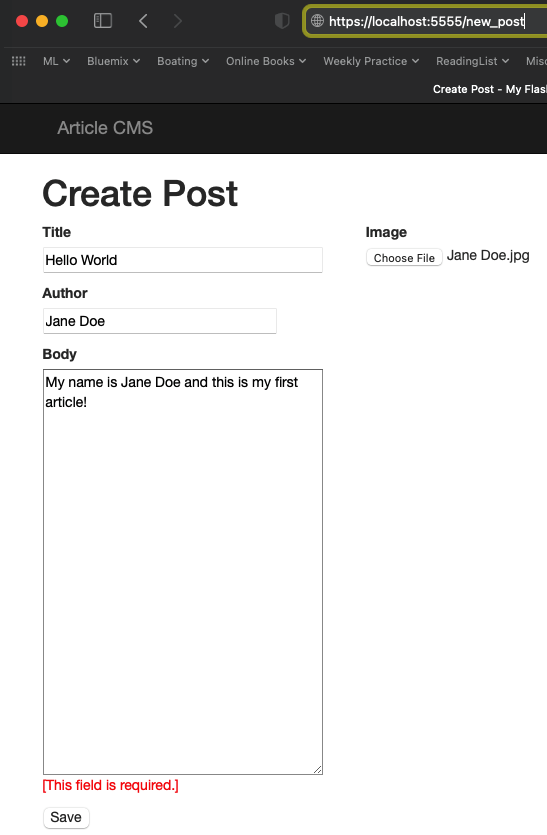 https://localhost:5555/new_post
ML Bluemix Boating Online Books Weekly Practice ReadingList Misc
Create Post - My Flas
Article CMS
Create Post
Title
Hello World
Image
Choose File Jane Doe.jpg
Author
Jane Doe
Body
My name is Jane Doe and this is my first
article!
[This field is required.]
Save